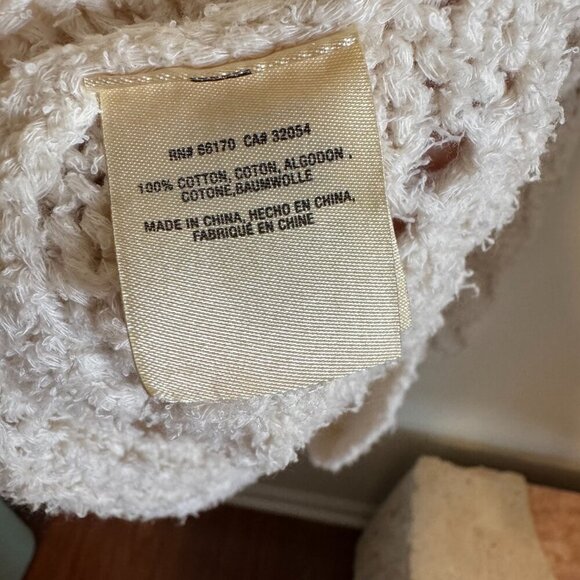 RN# 66170 CA# 32054
100% COTTON, COTON, ALGODON ,
COTONE,BAUMWOLLE
MADE IN CHINA, HECHO EN CHINA,
FABRIQUÉ EN CHINE